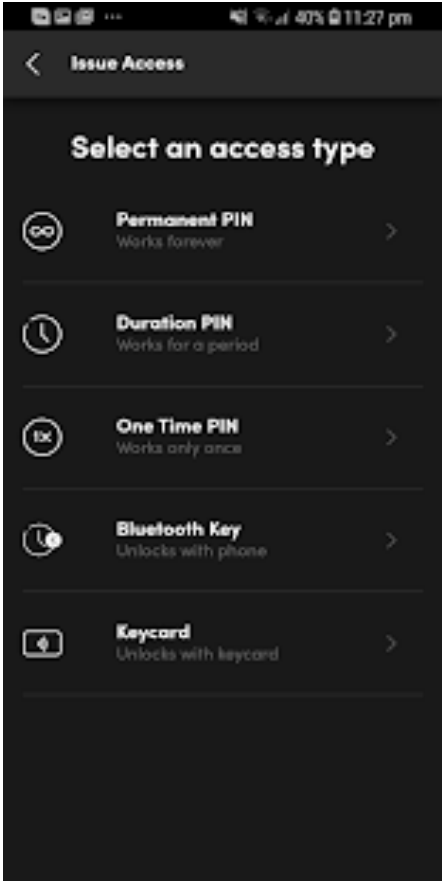 40% 11:27 pm
Issue Access
Select an access type
Permanent PIN
Works forever
Duration PIN
Works for a period
1x
One Time PIN
Works only once
Bluetooth Key
Unlocks with phone
Keycard
Unlocks with keycard